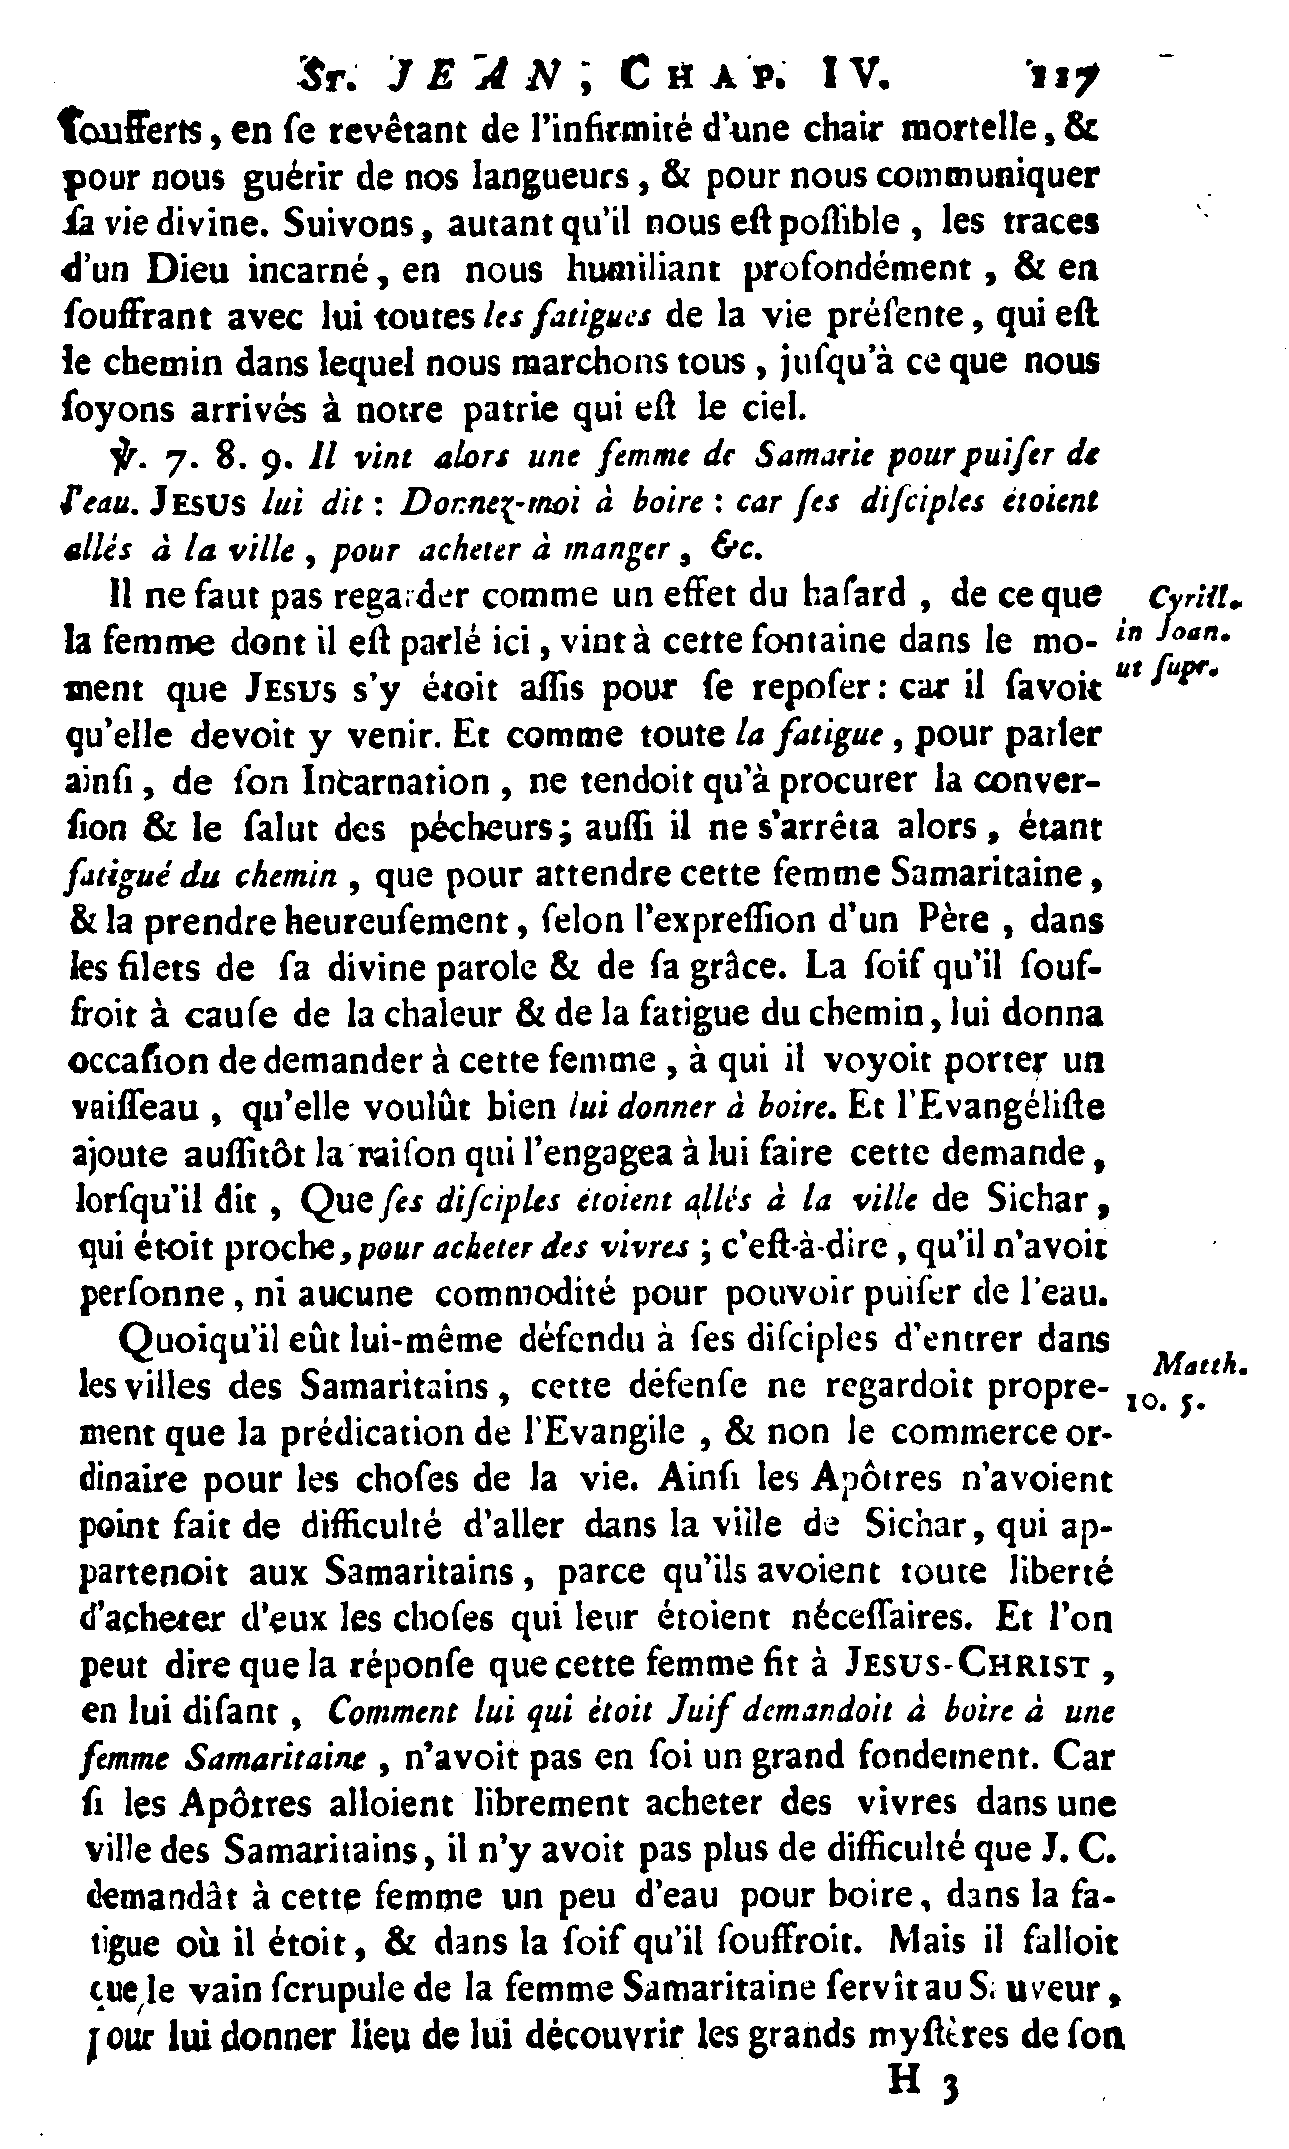 St. JEAN, CHAP. IV. 117
ſoufferts, en ſe revêtant de l'infirmité d'une chair mortelle, &
pour nous guérir de nos langueurs, & pour nous communiquer
ſa vie divine. Suivons, autant qu'il nous eſt poſſible, les traces
d'un Dieu incarné, en nous humiliant profondément, & en
ſouffrant avec lui toutes les fatigues de la vie préſente, qui eſt
le chemin dans lequel nous marchons tous, juſqu'à ce que nous
ſoyons arrivés à notre patrie qui eſt le ciel.
℣. 7. 8. 9. Il vint alors une femme de Samarie pour puiſer de
l'eau. JESUS lui dit : Donnez-moi à boire : car ſes diſciples étoient
allés à la ville, pour acheter à manger, &c.
Il ne faut pas regarder comme un effet du haſard, de ce que
Cyrill.
la femme dont il eſt parlé ici, vint à cette fontaine dans le mo-
in Joan.
ment que JESUS s'y étoit aſſis pour ſe repoſer : car il ſavoit
ut ſupr.
qu'elle devoit y venir. Et comme toute la fatigue, pour parler
ainſi, de ſon Incarnation, ne tendoit qu'à procurer la conver-
ſion & le ſalut des pécheurs; auſſi il ne s'arrêta alors, étant
fatigué du chemin, que pour attendre cette femme Samaritaine,
& la prendre heureuſement, ſelon l'expreſſion d'un Père, dans
les filets de ſa divine parole & de ſa grâce. La ſoif qu'il ſouf-
froit à cauſe de la chaleur & de la fatigue du chemin, lui donna
occaſion de demander à cette femme, à qui il voyoit porter un
vaiſſeau, qu'elle voulût bien lui donner à boire. Et l'Evangéliſte
ajoute auſſitôt la raiſon qui l'engagea à lui faire cette demande,
lorſqu'il dit, Que ſes diſciples étoient allés à la ville de Sichar,
qui étoit proche, pour acheter des vivres ; c'eſt-à-dire, qu'il n'avoit
perſonne, ni aucune commodité pour pouvoir puiſer de l'eau.
Quoiqu'il eût lui-même défendu à ſes diſciples d'entrer dans
Matth.
les villes des Samaritains, cette défenſe ne regardoit propre-
10. 5.
ment que la prédication de l'Evangile, & non le commerce or-
dinaire pour les choſes de la vie. Ainſi les Apôtres n'avoient
point fait de difficulté d'aller dans la ville de Sichar, qui ap-
partenoit aux Samaritains, parce qu'ils avoient toute liberté
d'acheter d'eux les choſes qui leur étoient néceſſaires. Et l'on
peut dire que la réponſe que cette femme fit à JESUS-CHRIST,
en lui diſant, Comment lui qui étoit Juif demandoit à boire à une
femme Samaritaine, n'avoit pas en ſoi un grand fondement. Car
ſi les Apôtres alloient librement acheter des vivres dans une
ville des Samaritains, il n'y avoit pas plus de difficulté que J. C.
demandât à cette femme un peu d'eau pour boire, dans la fa-
tigue où il étoit, & dans la ſoif qu'il ſouffroit. Mais il falloit
que le vain ſcrupule de la femme Samaritaine ſervît au Sauveur,
pour lui donner lieu de lui découvrir les grands myſtères de ſon
H 3